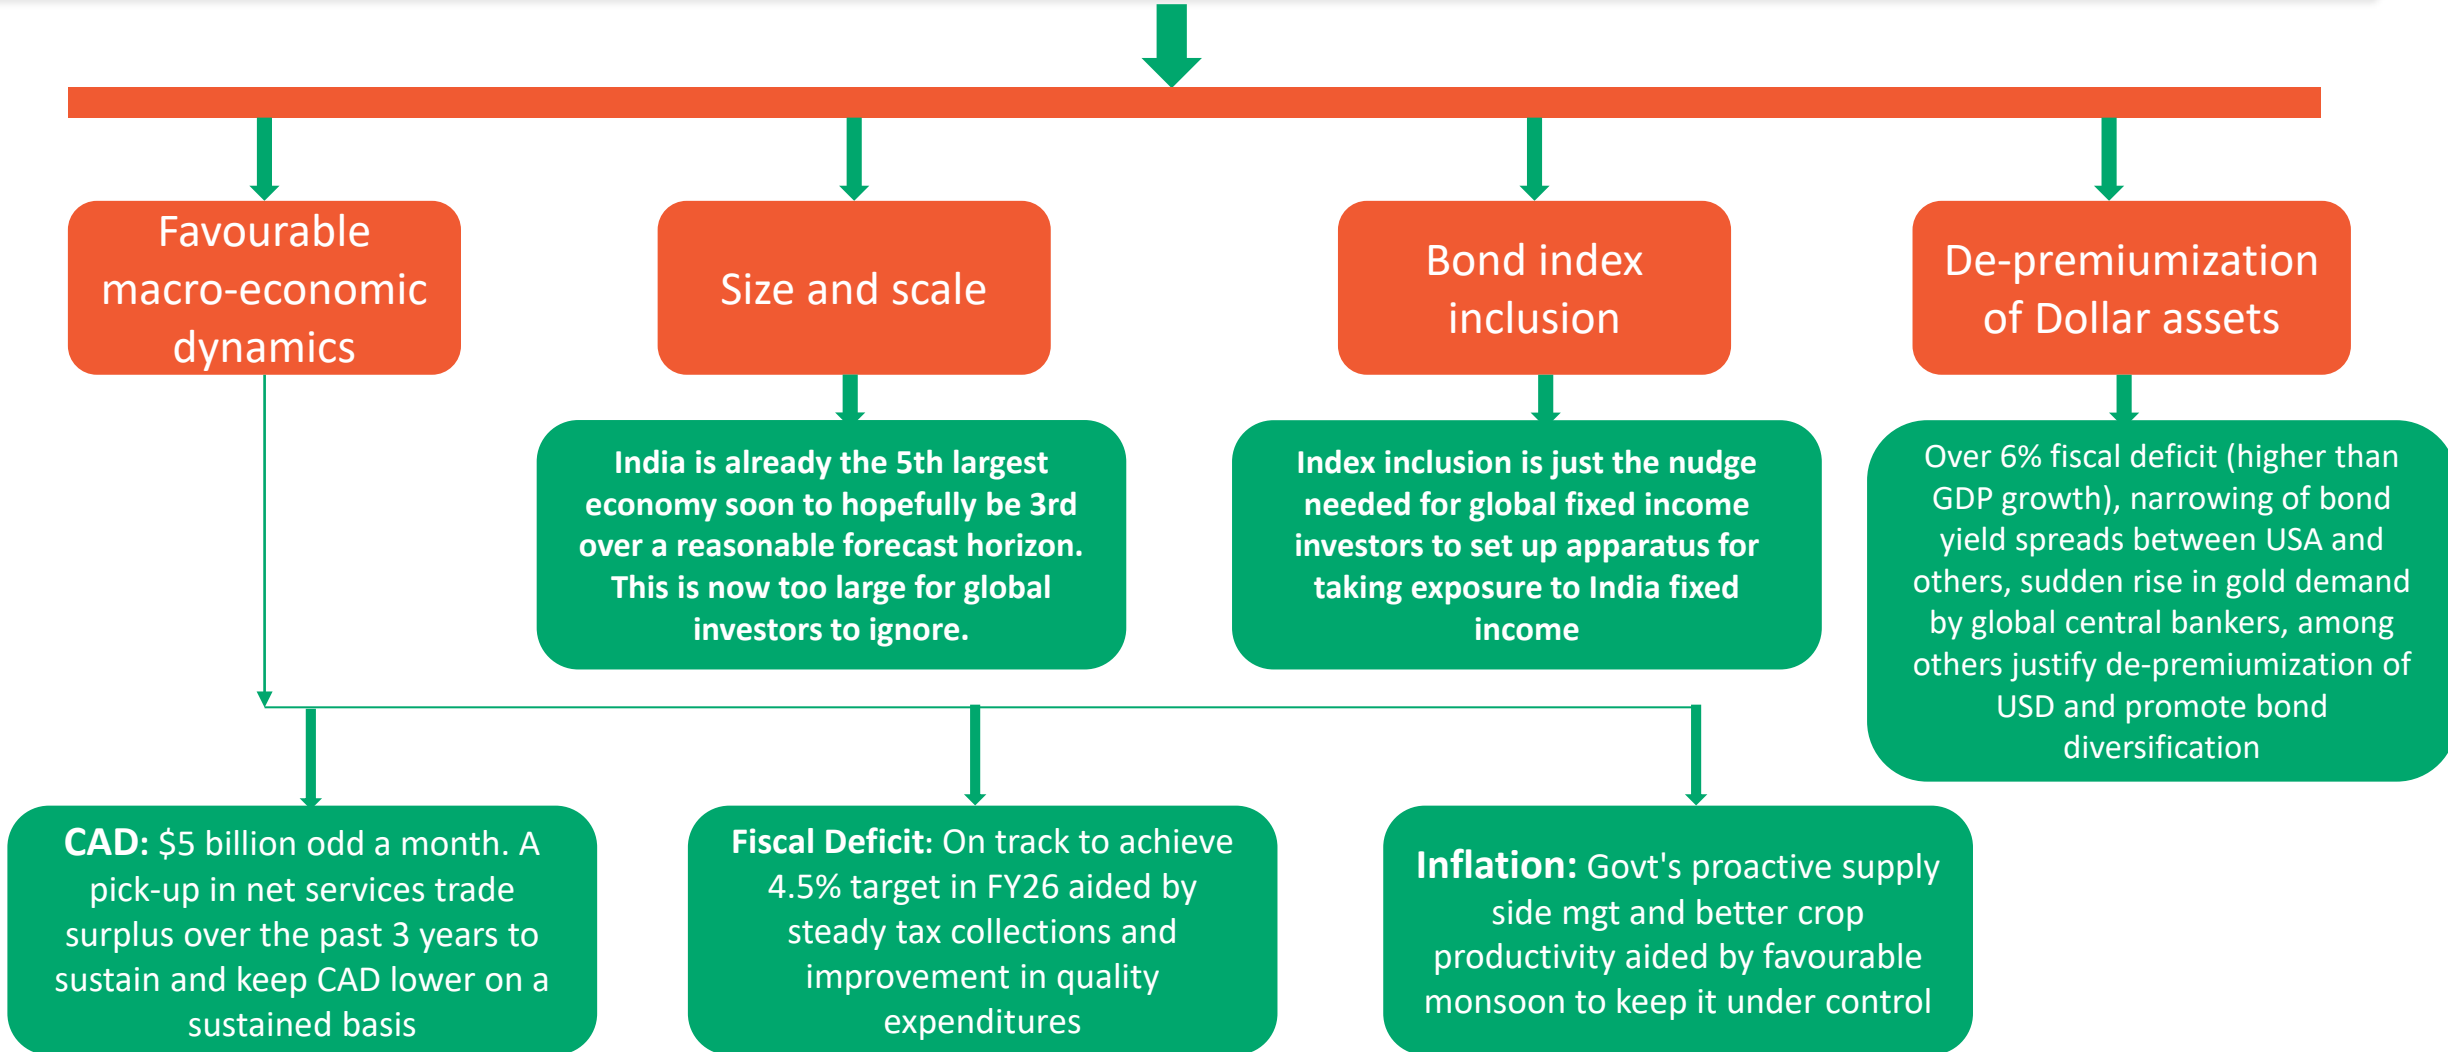 Favourable
macro-economic
dynamics
Size and scale
Bond index
inclusion
De-premiumization
of Dollar assets
India is already the 5th largest
economy soon to hopefully be 3rd
over a reasonable forecast horizon.
This is now too large for global
investors to ignore.
Index inclusion is just the nudge
needed for global fixed income
investors to set up apparatus for
taking exposure to India fixed
income
Over 6% fiscal deficit (higher than
GDP growth), narrowing of bond
yield spreads between USA and
others, sudden rise in gold demand
by global central bankers, among
others justify de-premiumization of
USD and promote bond
diversification
CAD: $5 billion odd a month. A
pick-up in net services trade
surplus over the past 3 years to
sustain and keep CAD lower on a
sustained basis
Fiscal Deficit: On track to achieve
4.5% target in FY26 aided by
steady tax collections and
improvement in quality
expenditures
Inflation: Govt's proactive supply
side mgt and better crop
productivity aided by favourable
monsoon to keep it under control